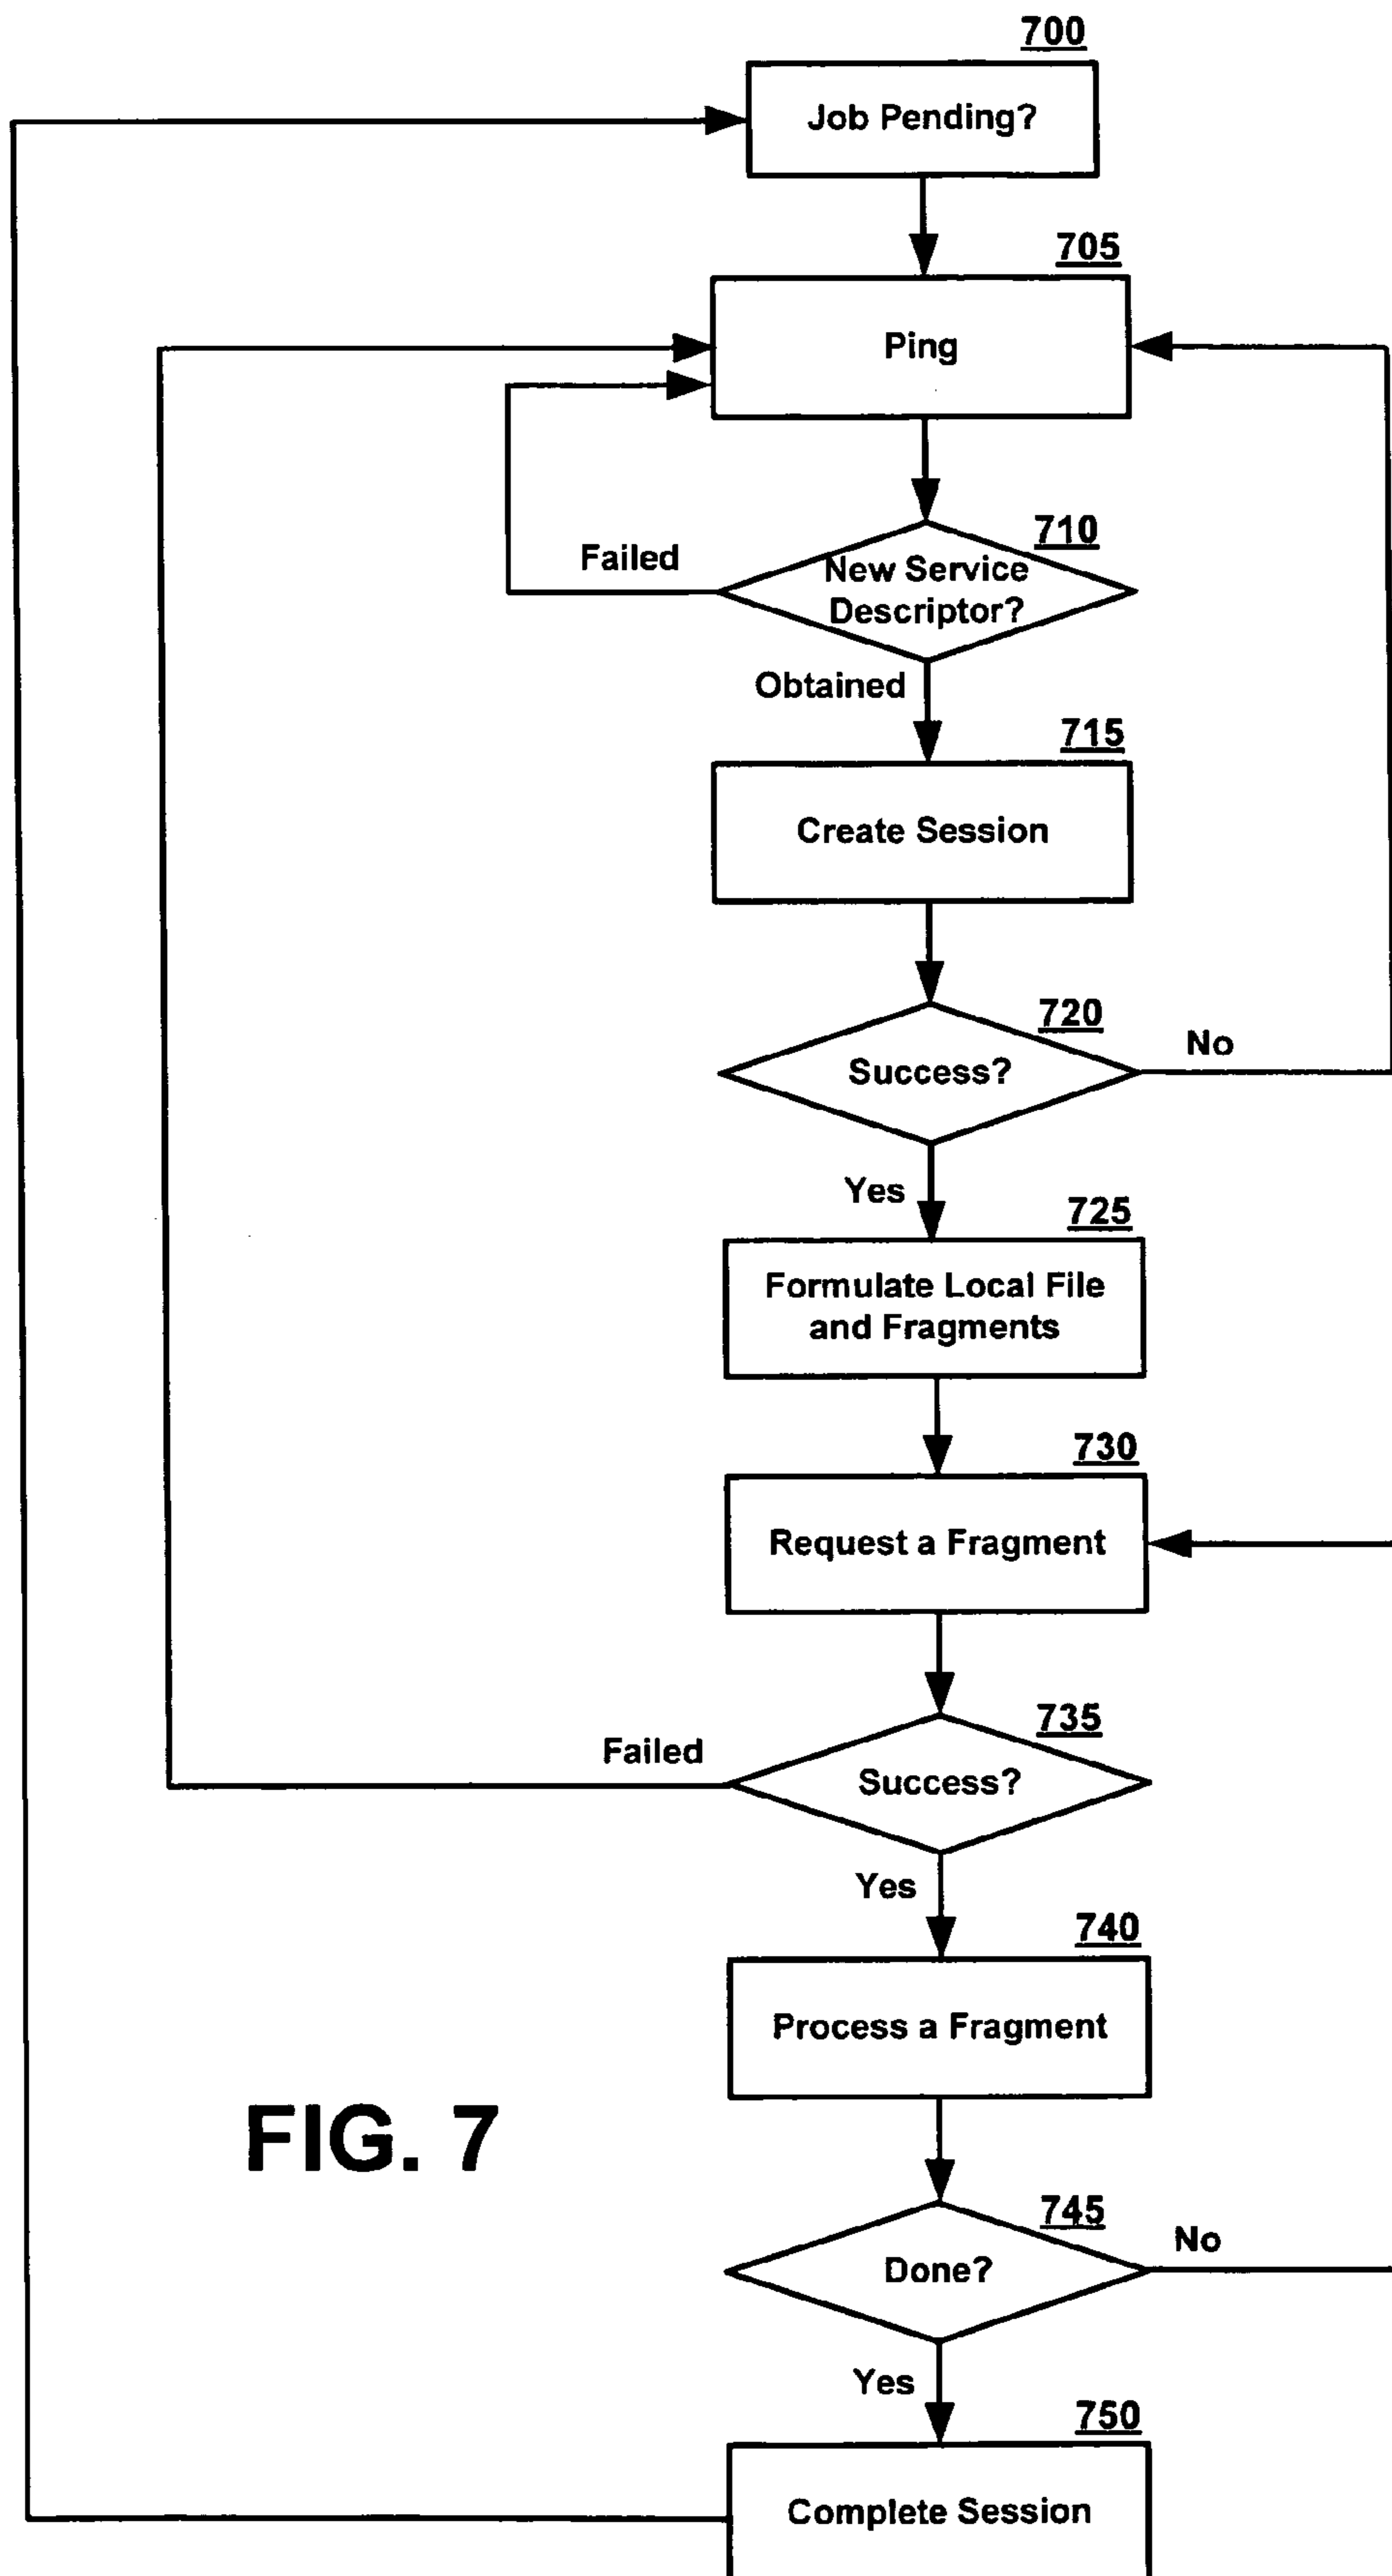 700
Job Pending?
705
Ping
710
Failed
New Service
Descriptor?
Obtained
715
Create Session
720
No
Success?
Yes
725
Formulate Local File
and Fragments
730
Request a Fragment
735
Failed
Success?
Yes
740
Process a Fragment
FIG. 7
745
No
Done?
Yes
750
Complete Session